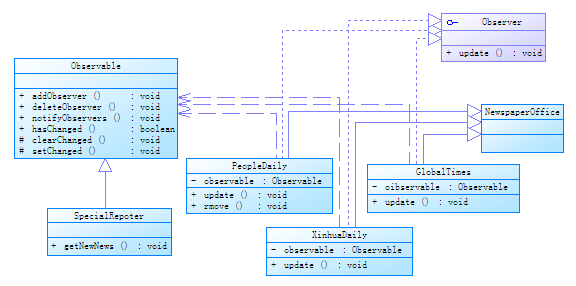 Observer
+ update () : void
Observable
+ addObserver () : void
+ deleteObserver () : void
+ notifyObservers () : void
+ hasChanged () : boolean
# clearChanged () : void
# setChanged () : void
NewspaperOffice
PeopleDaily
- observable : Observable
+ update () : void
+ rmove () : void
GlobalTimes
- oibservable : Observable
+ update () : void
SpecialRepoter
+ getNewNews () : void
XinhuaDaily
- observable : Observable
+ update () : void